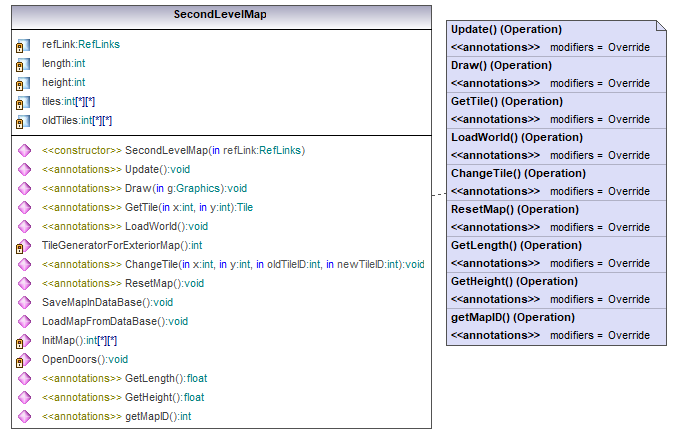 SecondLevelMap
refLink:RefLinks
length:int
height:int
tiles:int[*][*]
oldTiles:int[*][*]
<<constructor>> SecondLevelMap(in refLink:RefLinks)
<<annotations>> Update():void
<<annotations>> Draw(in g:Graphics):void
<<annotations>> GetTile(in x:int, in y:int):Tile
<<annotations>> LoadWorld():void
TileGeneratorForExteriorMap():int
<<annotations>> ChangeTile(in x:int, in y:int, in oldTileID:int, in newTileID:int):void
<<annotations>> ResetMap():void
SaveMapInDataBase():void
LoadMapFromDataBase():void
InitMap():int[*][*]
OpenDoors():void
<<annotations>> GetLength():float
<<annotations>> GetHeight():float
<<annotations>> getMapID():int
Update() (Operation)
<<annotations>> modifiers = Override
Draw() (Operation)
<<annotations>> modifiers = Override
GetTile() (Operation)
<<annotations>> modifiers = Override
LoadWorld() (Operation)
<<annotations>> modifiers = Override
ChangeTile() (Operation)
<<annotations>> modifiers = Override
ResetMap() (Operation)
<<annotations>> modifiers = Override
GetLength() (Operation)
<<annotations>> modifiers = Override
GetHeight() (Operation)
<<annotations>> modifiers = Override
getMapID() (Operation)
<<annotations>> modifiers = Override